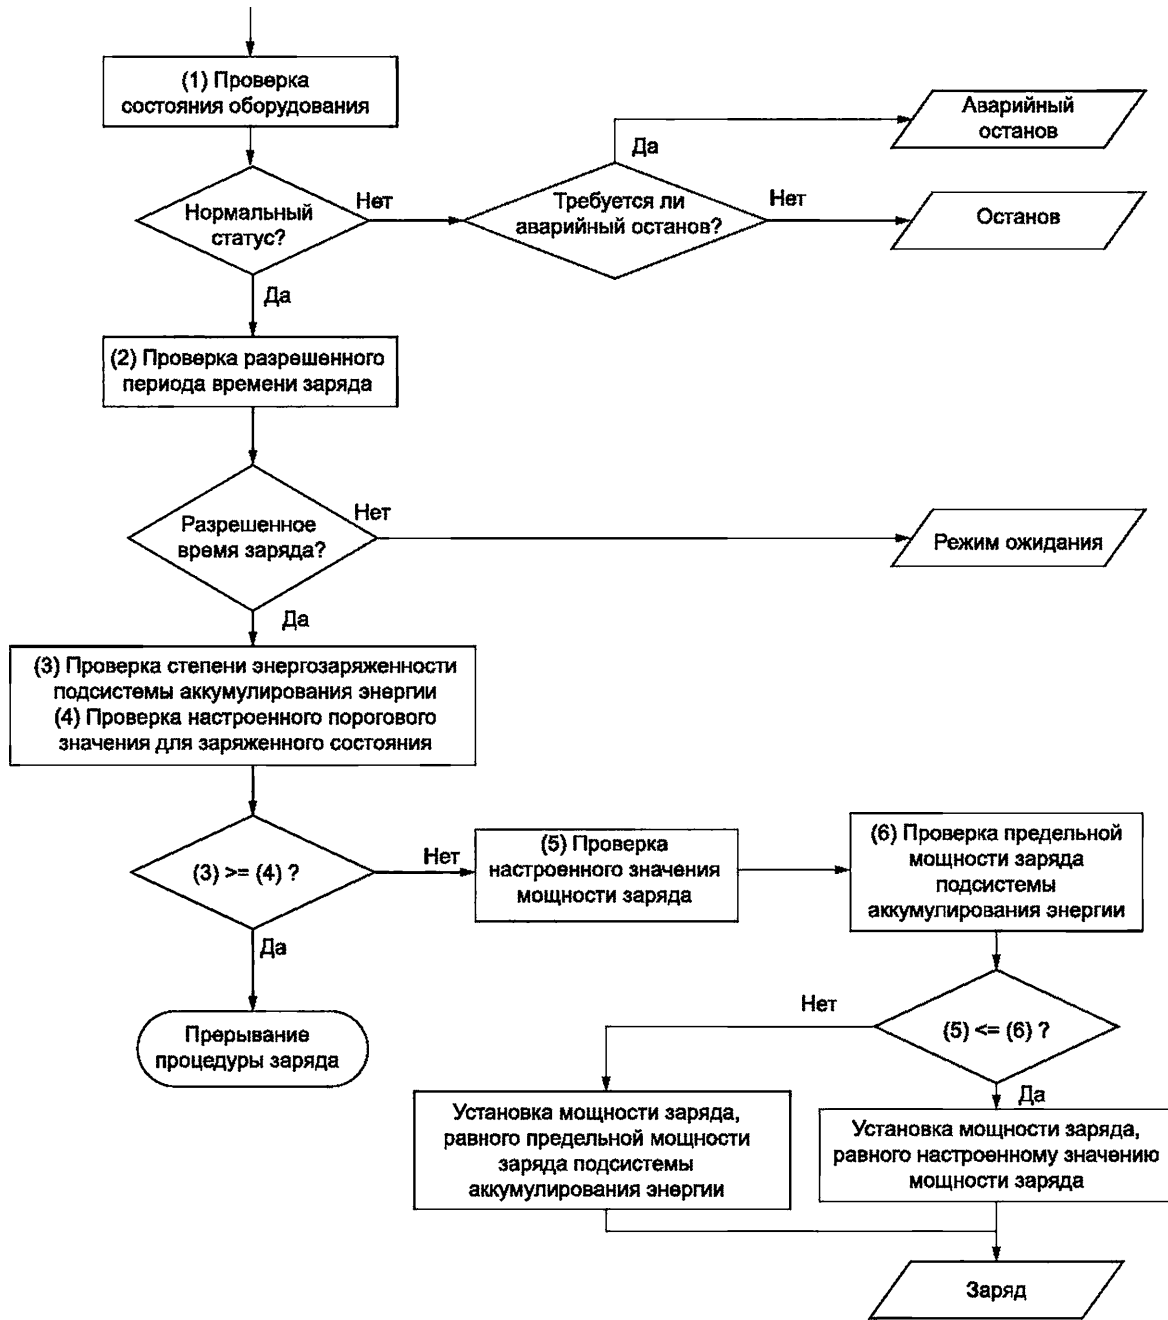 (1) Проверка
состояния оборудования
Аварийный
останов
Да
Нормальный
статус?
Нет
Требуется ли
аварийный останов?
Нет
Останов
Да
(2) Проверка разрешенного
периода времени заряда
Разрешенное
время заряда?
Нет
Режим ожидания
Да
(3) Проверка степени энергозаряженности
подсистемы аккумулирования энергии
(4) Проверка настроенного порогового
значения для заряженного состояния
(3) >= (4) ?
Нет
(5) Проверка
настроенного значения
мощности заряда
(6) Проверка предельной
мощности заряда
подсистемы
аккумулирования энергии
Да
Прерывание
процедуры заряда
Нет
(5) <= (6) ?
Да
Установка мощности заряда,
равного предельной мощности
заряда подсистемы
аккумулирования энергии
Установка мощности заряда,
равного настроенному значению
мощности заряда
Заряд